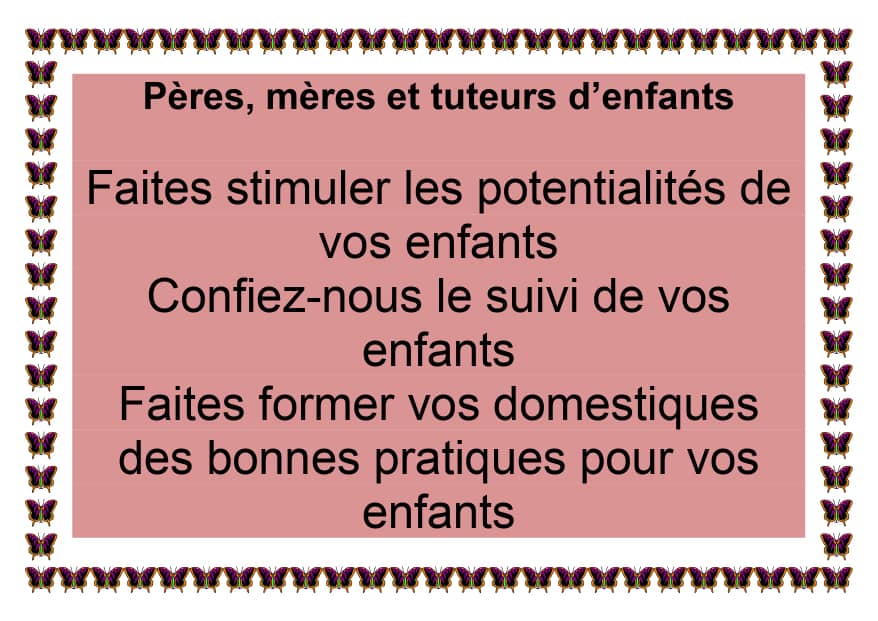 Pères, mères et tuteurs d’enfants
Faites stimuler les potentialités de
vos enfants
Confiez-nous le suivi de vos
enfants
Faites former vos domestiques
des bonnes pratiques pour vos
enfants